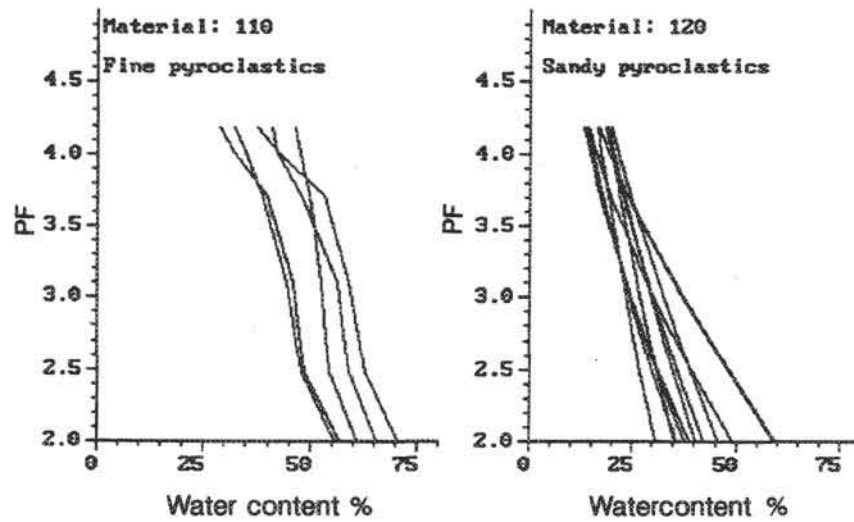 Material: 110
Fine pyroclastics
4.5
4.0
3.5
3.0
2.5
2.0
PF
0 25 50 75
Water content %
Material: 120
Sandy pyroclastics
4.5
4.0
3.5
3.0
2.5
2.0
PF
0 25 50 75
Watercontent %